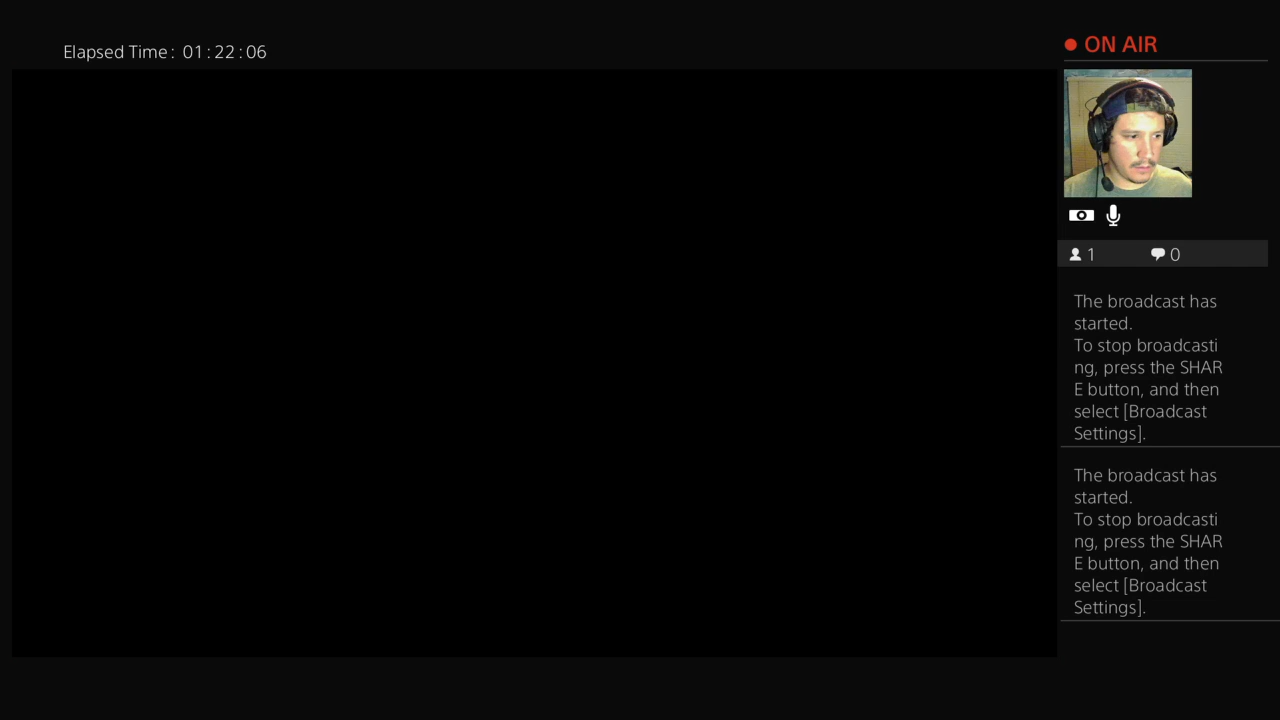 Elapsed Time: 01:22:06
ON AIR
1
0
The broadcast has
started.
To stop broadcasti
ng, press the SHAR
E button, and then
select [Broadcast
Settings].
The broadcast has
started.
To stop broadcasti
ng, press the SHAR
E button, and then
select [Broadcast
Settings].